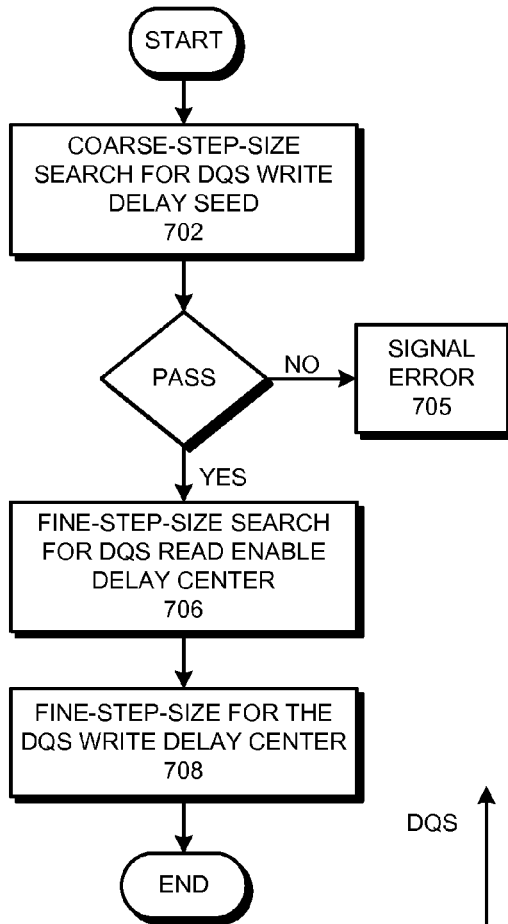 START
COARSE-STEP-SIZE
SEARCH FOR DQS WRITE
DELAY SEED
702
PASS
NO
SIGNAL
ERROR
705
YES
FINE-STEP-SIZE SEARCH
FOR DQS READ ENABLE
DELAY CENTER
706
FINE-STEP-SIZE FOR THE
DQS WRITE DELAY CENTER
708
DQS
END